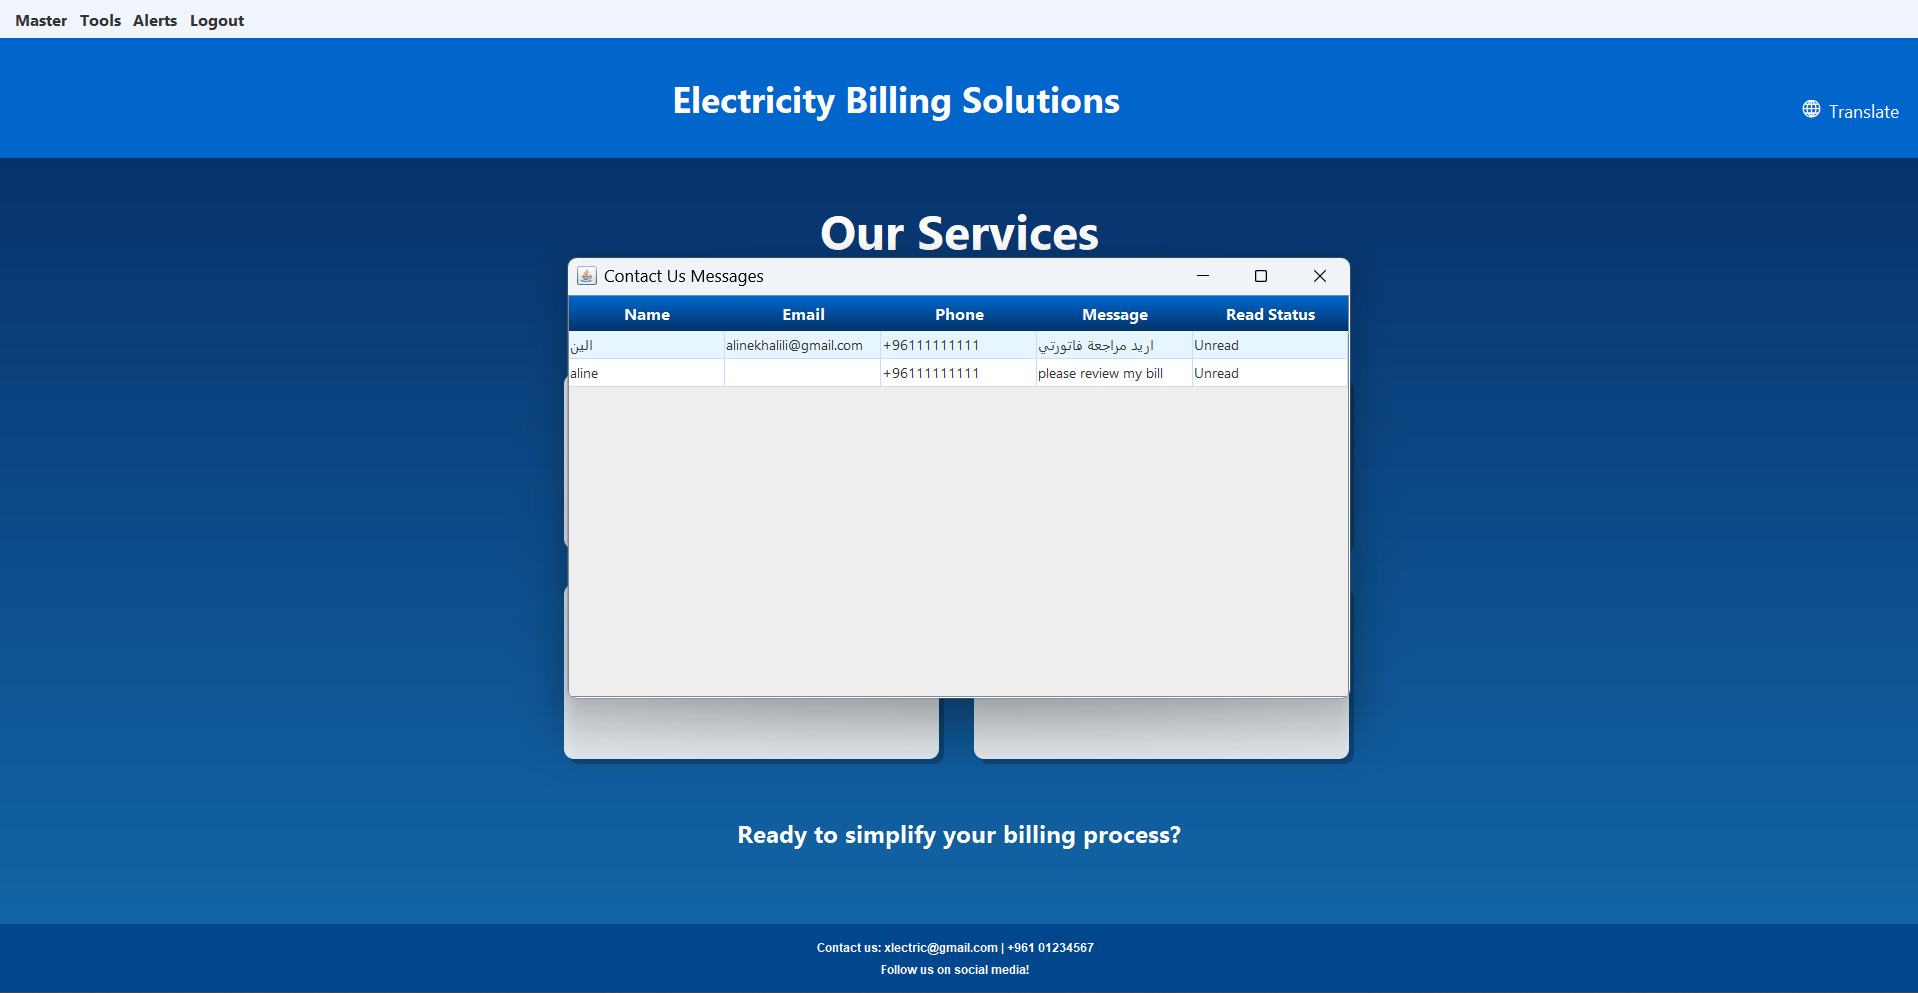 Master Tools Alerts Logout
Electricity Billing Solutions
Translate
Our Services
Contact Us Messages
Name Email Phone Message Read Status
الين alinekhalili@gmail.com +96111111111 اريد مراجعة فاتورتي Unread
aline +96111111111 please review my bill Unread
Ready to simplify your billing process?
Contact us: xlectric@gmail.com | +961 01234567
Follow us on social media!